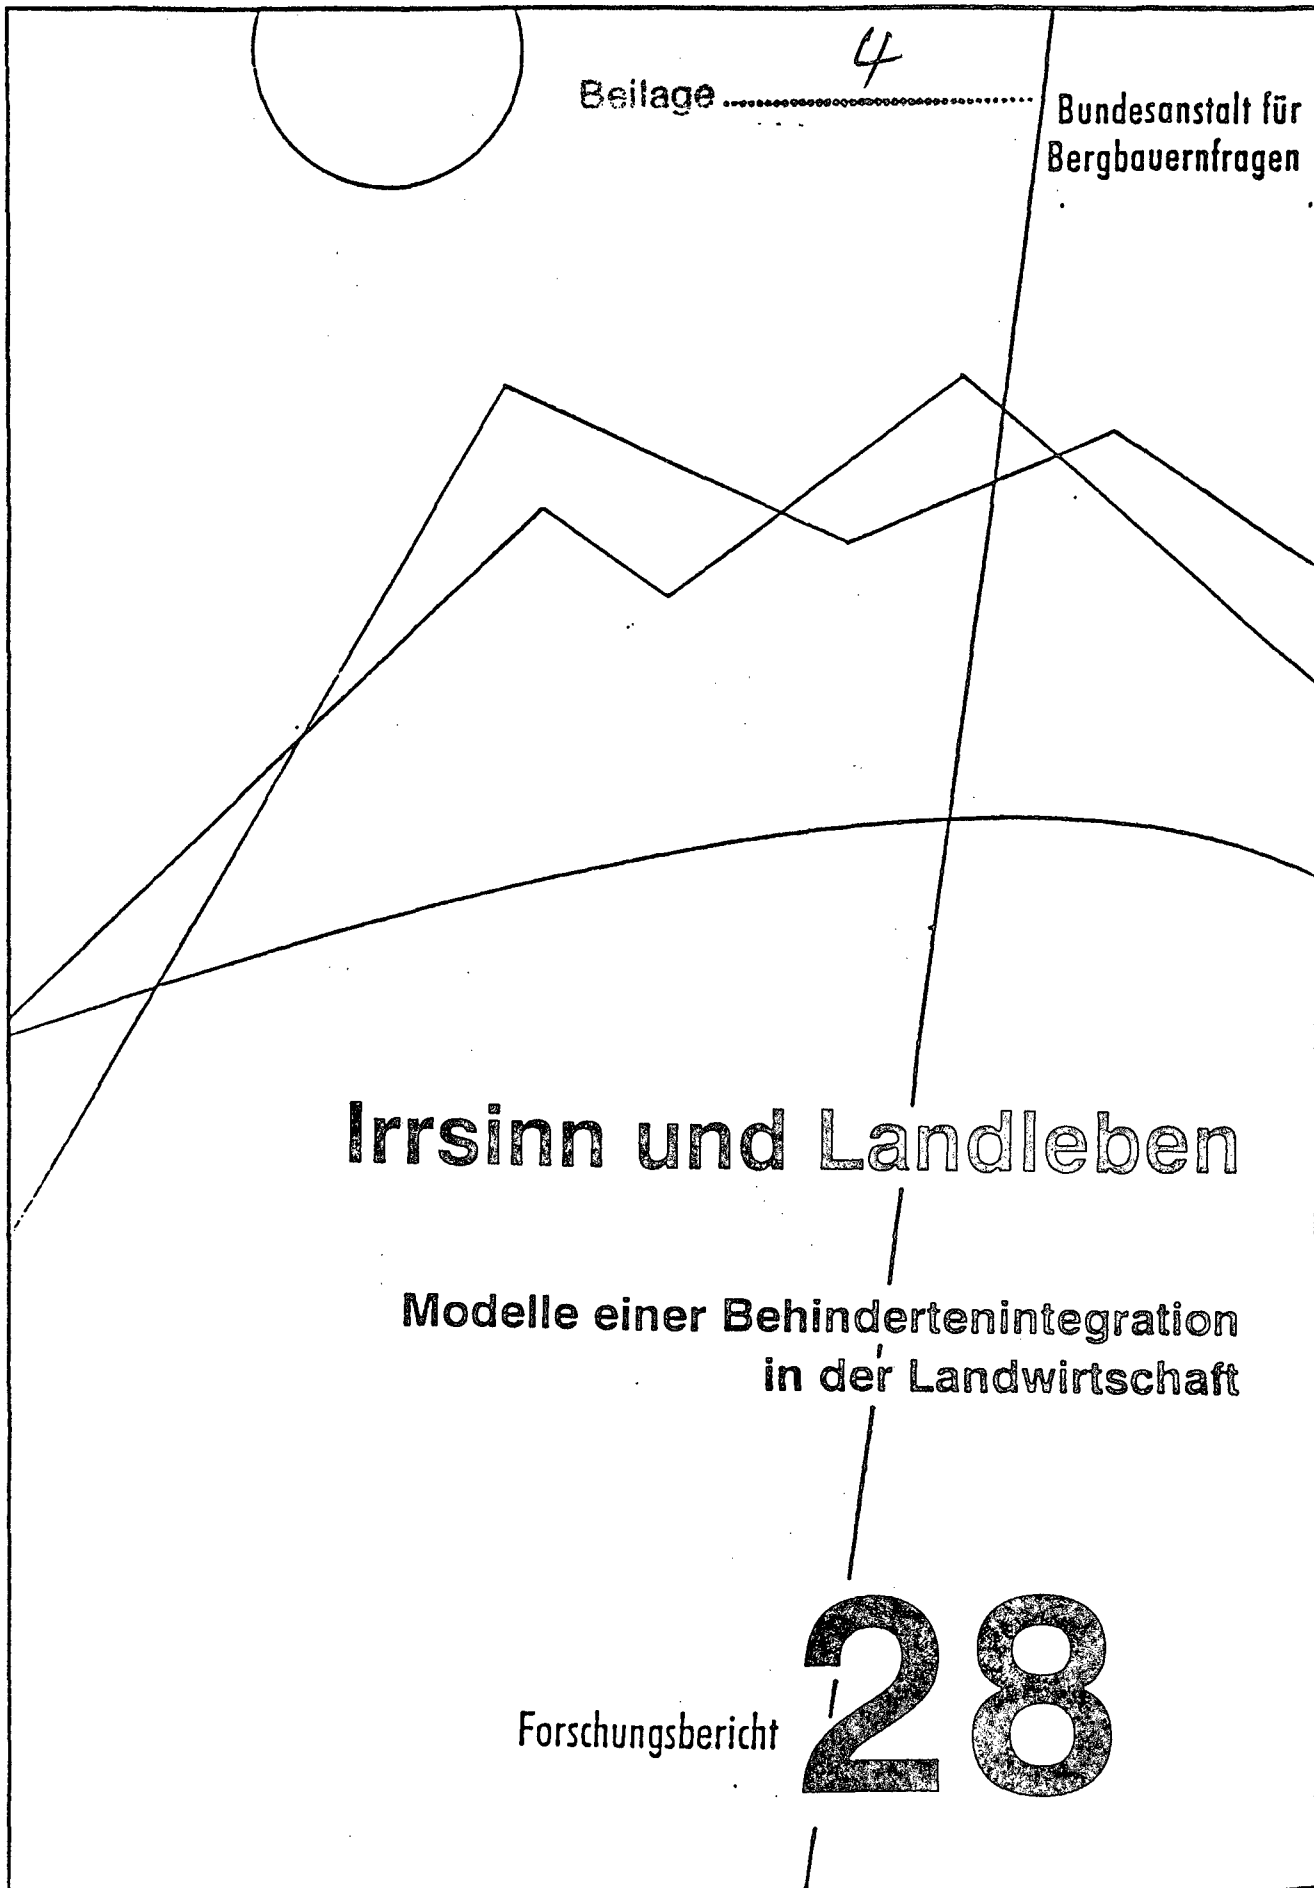 Beilage 4
Bundesanstalt für
Bergbauernfragen
Irrsinn und Landleben
Modelle einer Behindertenintegration
in der Landwirtschaft
Forschungsbericht 28